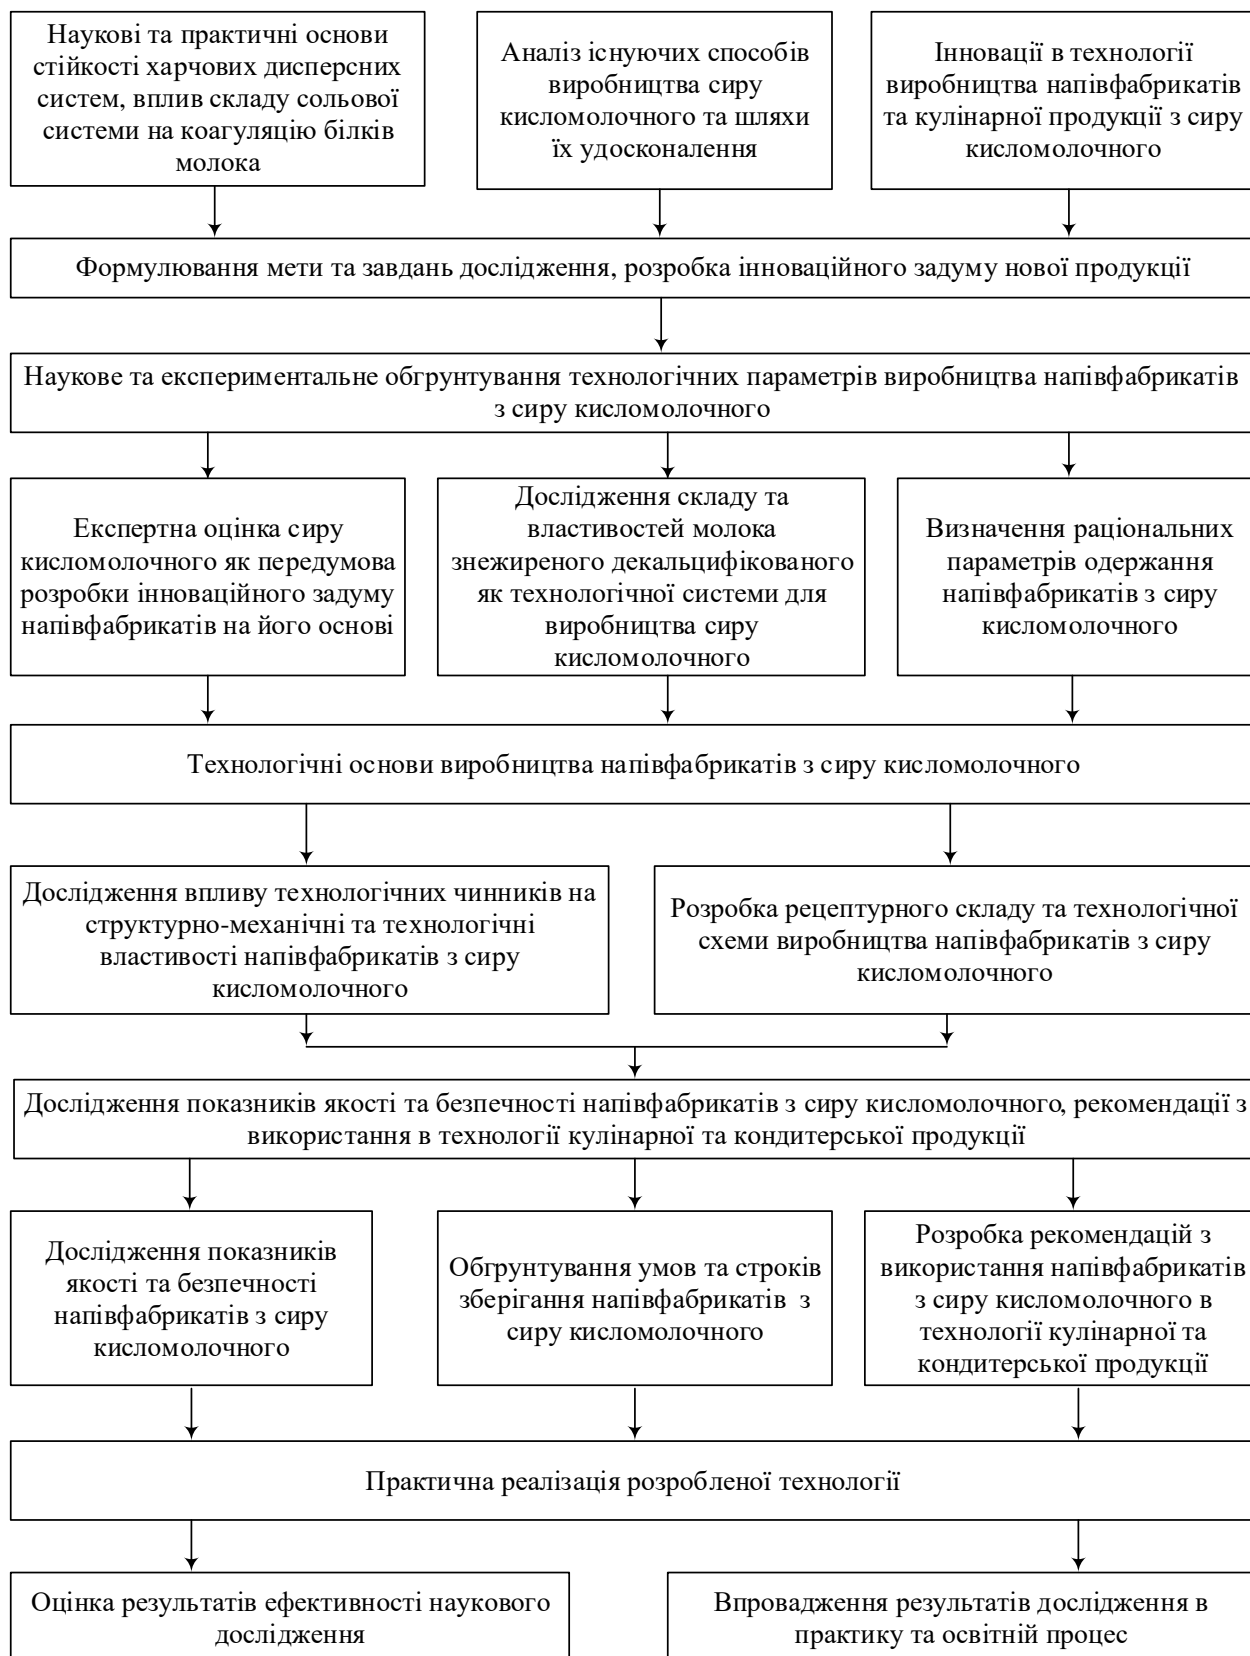 Наукові та практичні основи
стійкості харчових дисперсних
систем, вплив складу сольової
системи на коагуляцію білків
молока
Аналіз існуючих способів
виробництва сиру
кисломолочного та шляхи
їх удосконалення
Інновації в технології
виробництва напівфабрикатів
та кулінарної продукції з сиру
кисломолочного
Формулювання мети та завдань дослідження, розробка інноваційного задуму нової продукції
Наукове та експериментальне обгрунтування технологічних параметрів виробництва напівфабрикатів
з сиру кисломолочного
Експертна оцінка сиру
кисломолочного як передумова
розробки інноваційного задуму
напівфабрикатів на його основі
Дослідження складу та
властивостей молока
знежиреного декальцифікованого
як технологічної системи для
виробництва сиру
кисломолочного
Визначення раціональних
параметрів одержання
напівфабрикатів з сиру
кисломолочного
Технологічні основи виробництва напівфабрикатів з сиру кисломолочного
Дослідження впливу технологічних чинників на
структурно-механічні та технологічні
властивості напівфабрикатів з сиру
кисломолочного
Розробка рецептурного складу та технологічної
схеми виробництва напівфабрикатів з сиру
кисломолочного
Дослідження показників якості та безпечності напівфабрикатів з сиру кисломолочного, рекомендації з
використання в технології кулінарної та кондитерської продукції
Дослідження показників
якості та безпечності
напівфабрикатів з сиру
кисломолочного
Обгрунтування умов та строків
зберігання напівфабрикатів з
сиру кисломолочного
Розробка рекомендацій з
використання напівфабрикатів
з сиру кисломолочного в
технології кулінарної та
кондитерської продукції
Практична реалізація розробленої технології
Оцінка результатів ефективності наукового
дослідження
Впровадження результатів дослідження в
практику та освітній процес